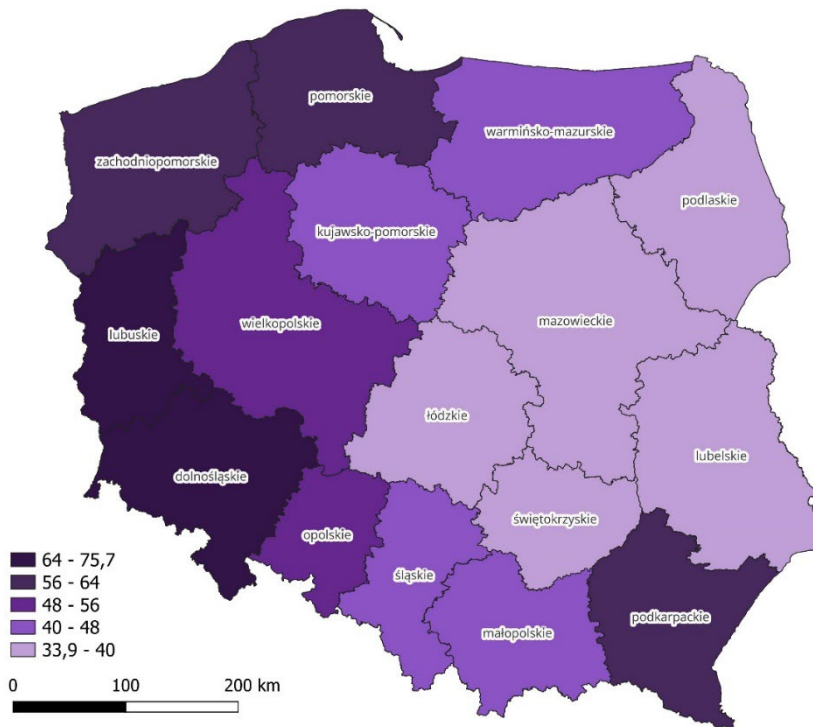 pomorskie
warmińsko-mazurskie
zachodniopomorskie
podlaskie
kujawsko-pomorskie
wielkopolskie
mazowieckie
lubuskie
łódzkie
lubelskie
dolnośląskie
świętokrzyskie
opolskie
śląskie
podkarpackie
małopolskie
64 - 75,7
56 - 64
48 - 56
40 - 48
33,9 - 40
0 100 200 km